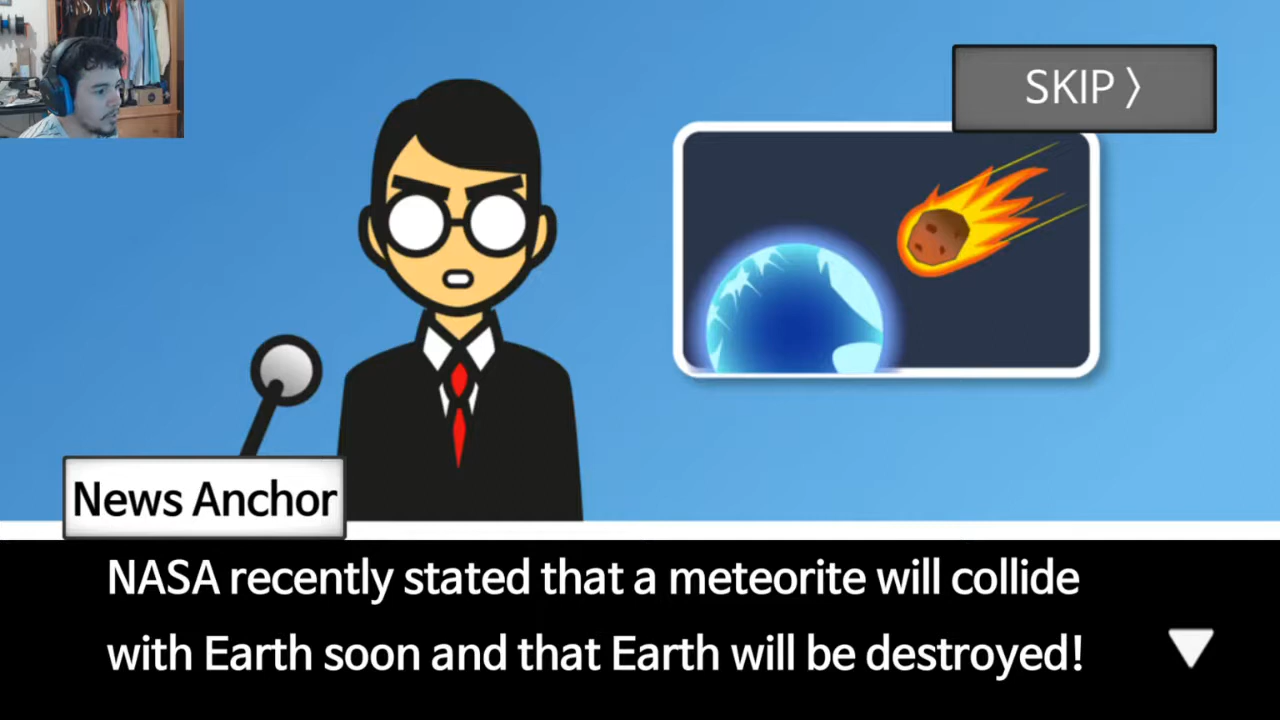 SKIP 〉
News Anchor
NASA recently stated that a meteorite will collide
with Earth soon and that Earth will be destroyed!